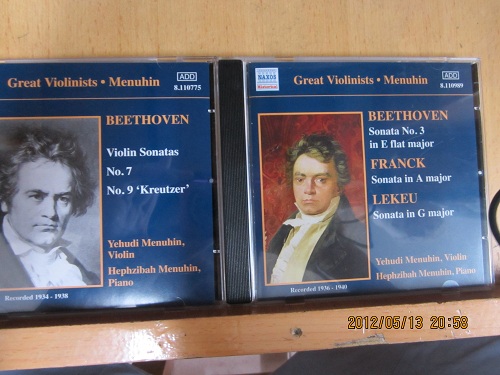 Great Violinists • Menuhin
ADD
8.110775
BEETHOVEN
Violin Sonatas
No. 7
No. 9 ‘Kreutzer’
Yehudi Menuhin,
Violin
Hephzibah Menuhin,
Piano
Recorded 1934 - 1938
NAXOS
Historical
Great Violinists • Menuhin
ADD
8.110989
BEETHOVEN
Sonata No. 3
in E flat major
FRANCK
Sonata in A major
LEKEU
Sonata in G major
Yehudi Menuhin, Violin
Hephzibah Menuhin, Piano
Recorded 1936 - 1940
2012/05/13 20:58